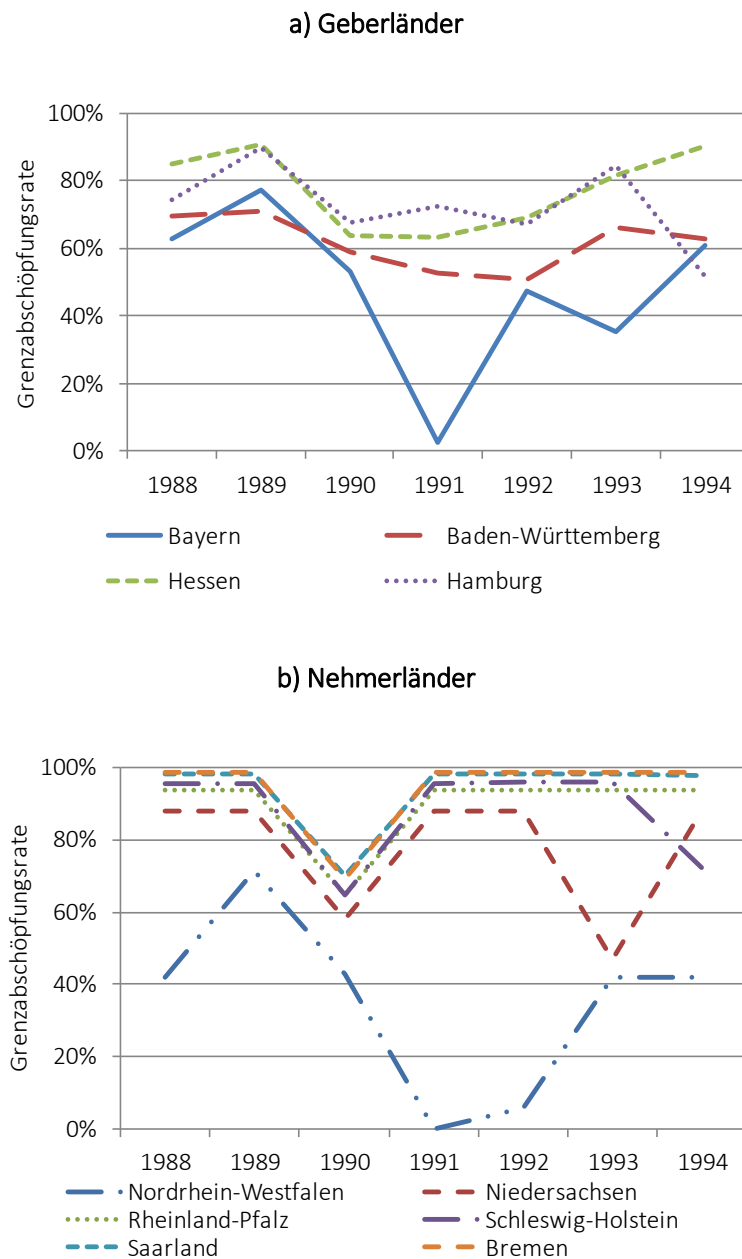 a) Geberländer
Grenzabschöpfungsrate
100%
80%
60%
40%
20%
0%
1988 1989 1990 1991 1992 1993 1994
Bayern Baden-Württemberg
Hessen Hamburg
b) Nehmerländer
Grenzabschöpfungsrate
100%
80%
60%
40%
20%
0%
1988 1989 1990 1991 1992 1993 1994
Nordrhein-Westfalen Niedersachsen
Rheinland-Pfalz Schleswig-Holstein
Saarland Bremen